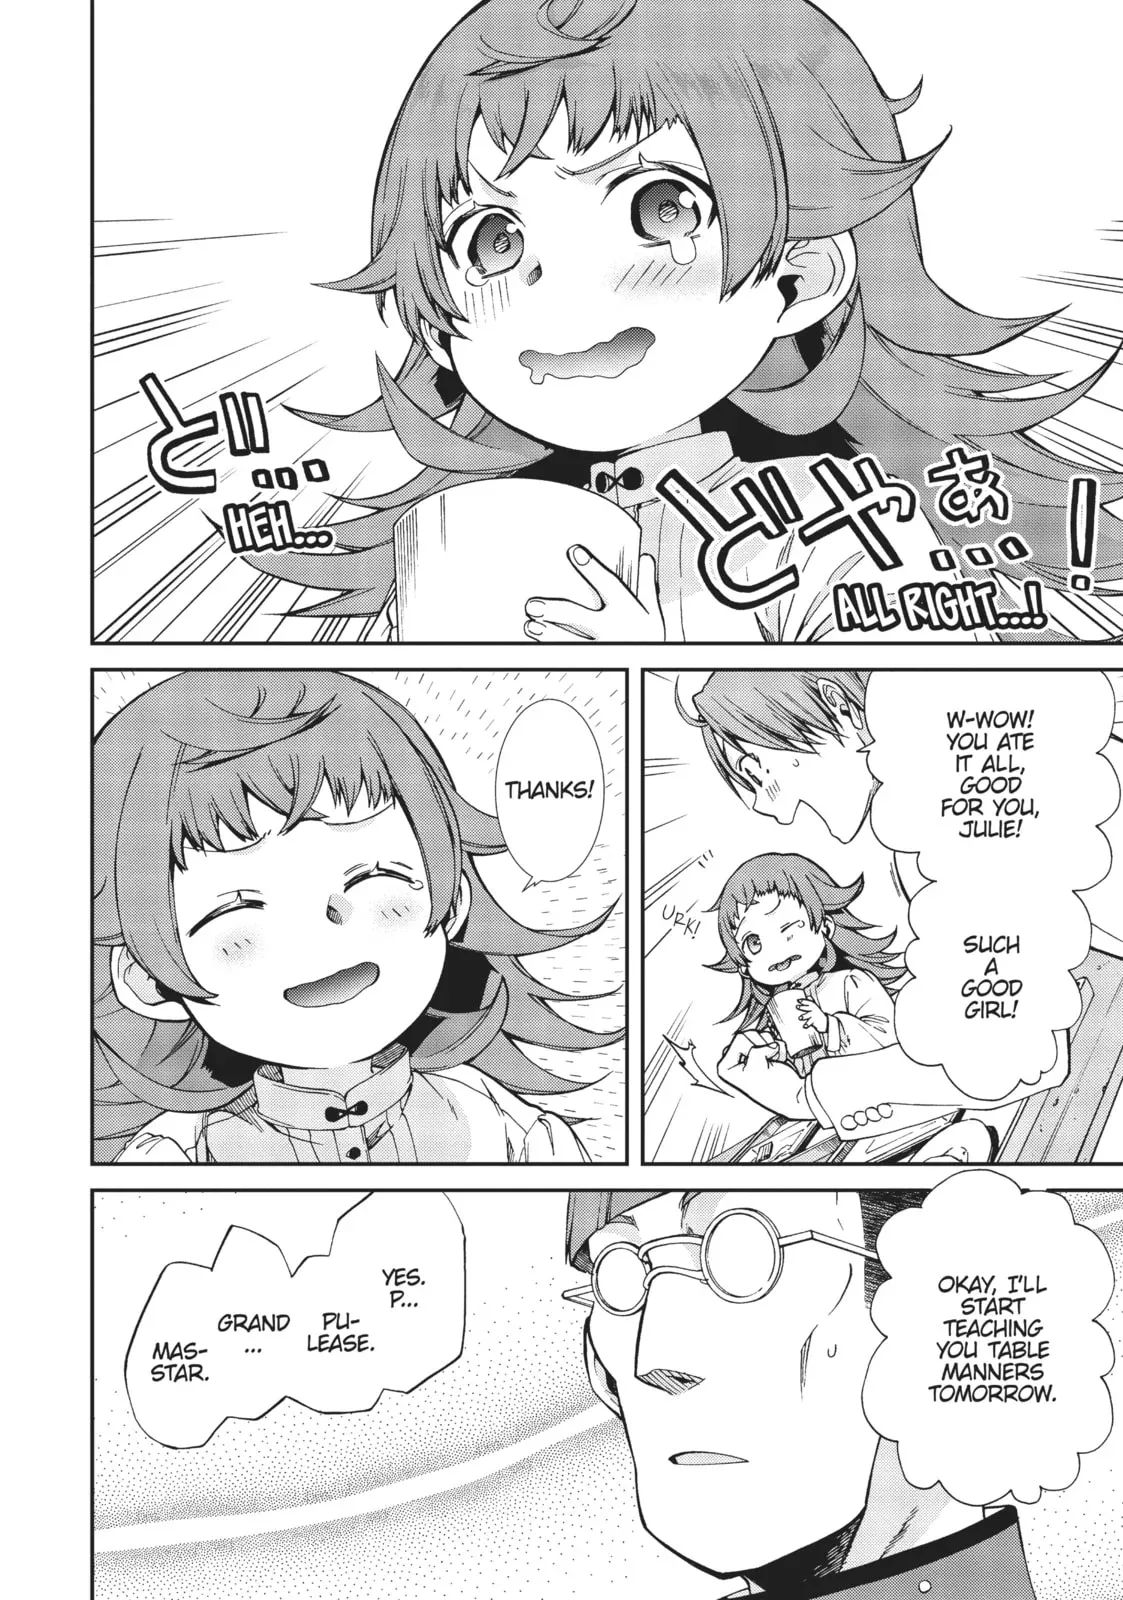 ど...
HEH...
どやぁ...!
ALL RIGHT...!
W-WOW!
YOU ATE
IT ALL,
GOOD
FOR YOU,
JULIE!
URK!
SUCH
A
GOOD
GIRL!
THANKS!
OKAY, I'LL
START
TEACHING
YOU TABLE
MANNERS
TOMORROW.
YES.
P...
PU-
LEASE.
GRAND
...
MAS-
STAR.